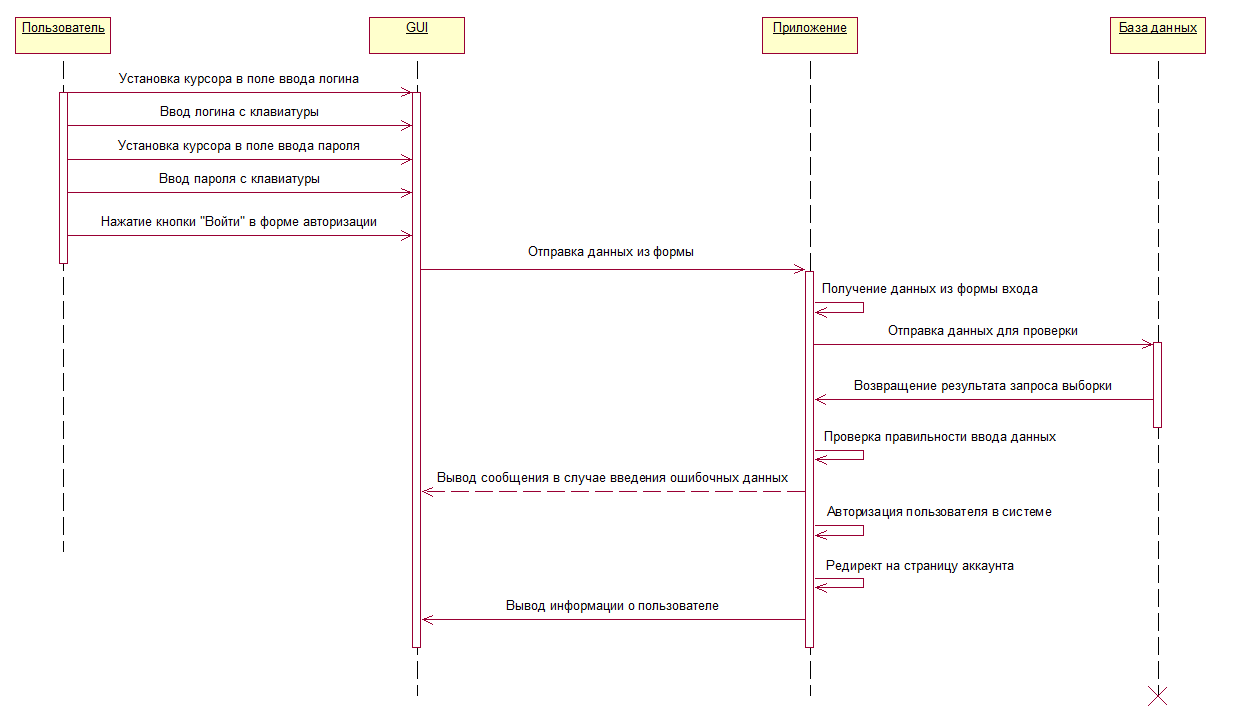 Пользователь
GUI
Приложение
База данных
Установка курсора в поле ввода логина
Ввод логина с клавиатуры
Установка курсора в поле ввода пароля
Ввод пароля с клавиатуры
Нажатие кнопки "Войти" в форме авторизации
Отправка данных из формы
Получение данных из формы входа
Отправка данных для проверки
Возвращение результата запроса выборки
Проверка правильности ввода данных
Вывод сообщения в случае введения ошибочных данных
Авторизация пользователя в системе
Редирект на страницу аккаунта
Вывод информации о пользователе